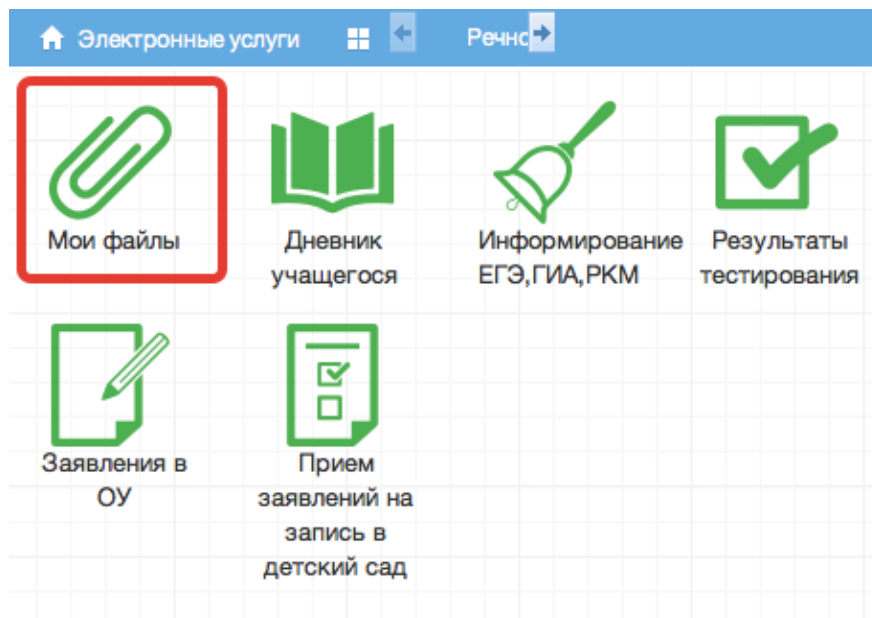 Электронные услуги
Мои файлы
Дневник
учащегося
Информирование
ЕГЭ,ГИА,РКМ
Результаты
тестирования
Заявления в
ОУ
Прием
заявлений на
запись в
детский сад